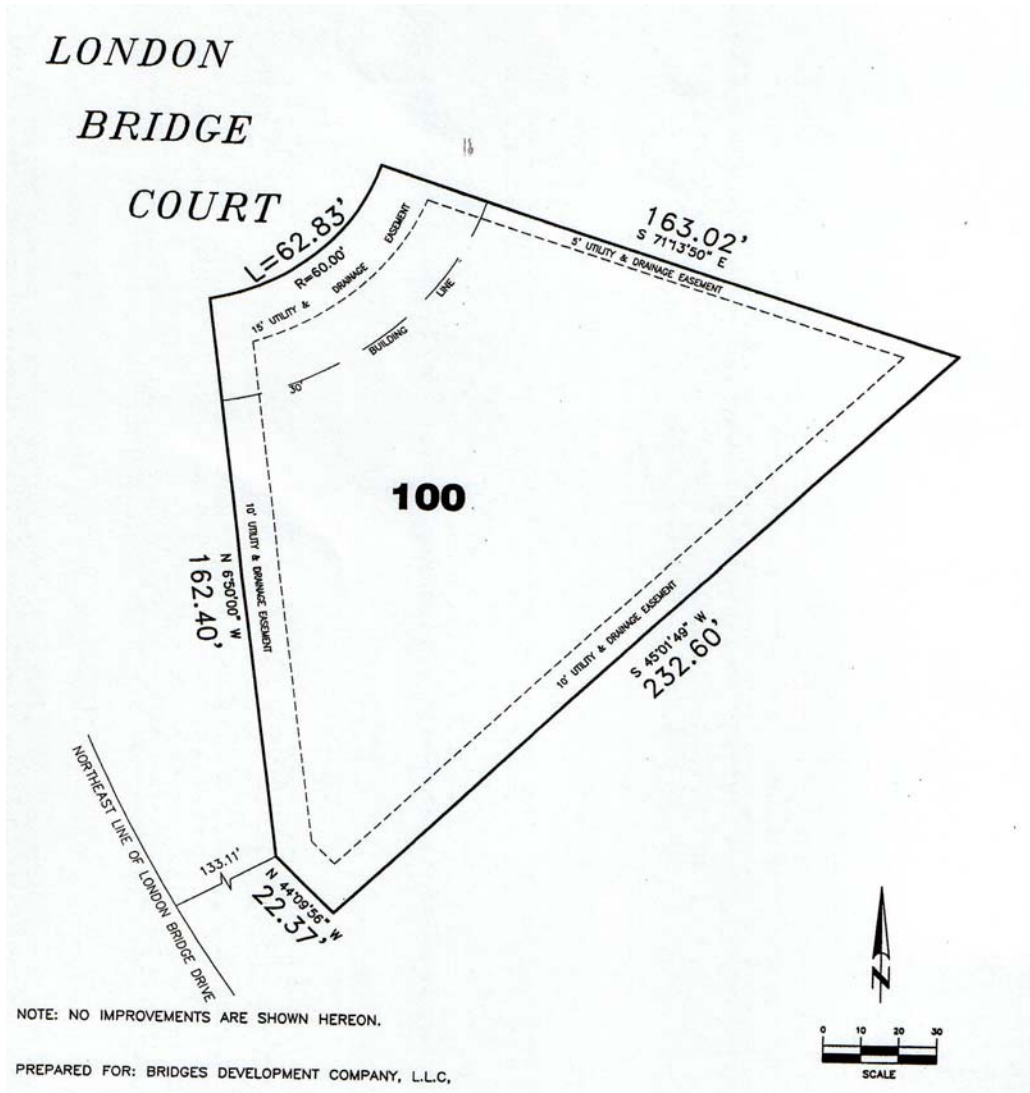 LONDON
BRIDGE
COURT
L=62.83'
R=60.00'
15' UTILITY & DRAINAGE EASEMENT
30' BUILDING LINE
163.02'
S 71°13'50" E
5' UTILITY & DRAINAGE EASEMENT
100
10' UTILITY & DRAINAGE EASEMENT
N 6°50'00" W
162.40'
10' UTILITY & DRAINAGE EASEMENT
S 45°01'49" W
232.60'
NORTHEAST LINE OF LONDON BRIDGE DRIVE
133.11'
N 44°09'56" W
22.37'
N
0 10 20 30
SCALE
NOTE: NO IMPROVEMENTS ARE SHOWN HEREON.
PREPARED FOR: BRIDGES DEVELOPMENT COMPANY, L.L.C,